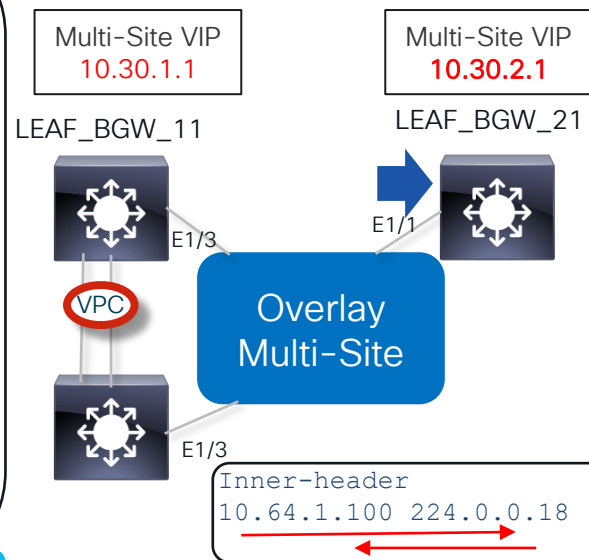 Multi-Site VIP
10.30.1.1
Multi-Site VIP
10.30.2.1
LEAF_BGW_11
LEAF_BGW_21
E1/3
E1/1
VPC
Overlay
Multi-Site
E1/3
Inner-header
10.64.1.100 224.0.0.18